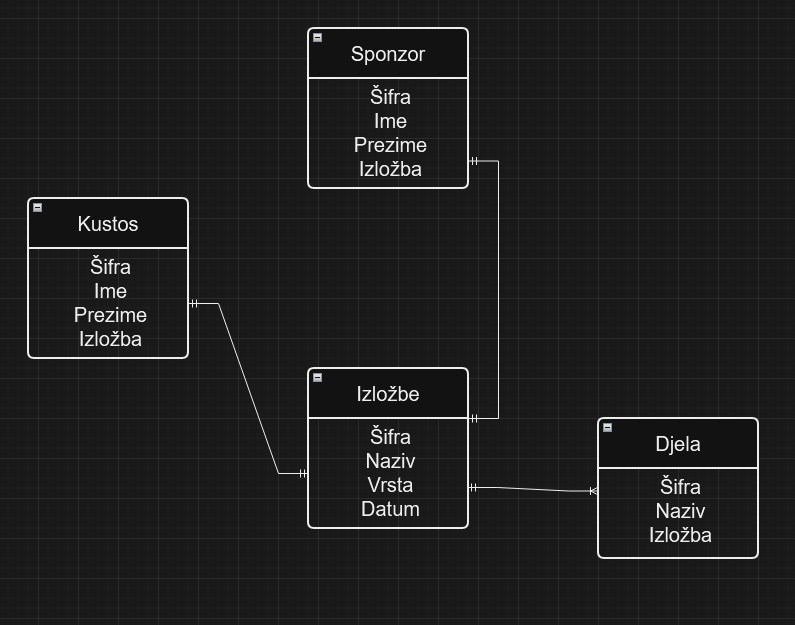 Sponzor
Šifra
Ime
Prezime
Izložba
Kustos
Šifra
Ime
Prezime
Izložba
Izložbe
Šifra
Naziv
Vrsta
Datum
Djela
Šifra
Naziv
Izložba